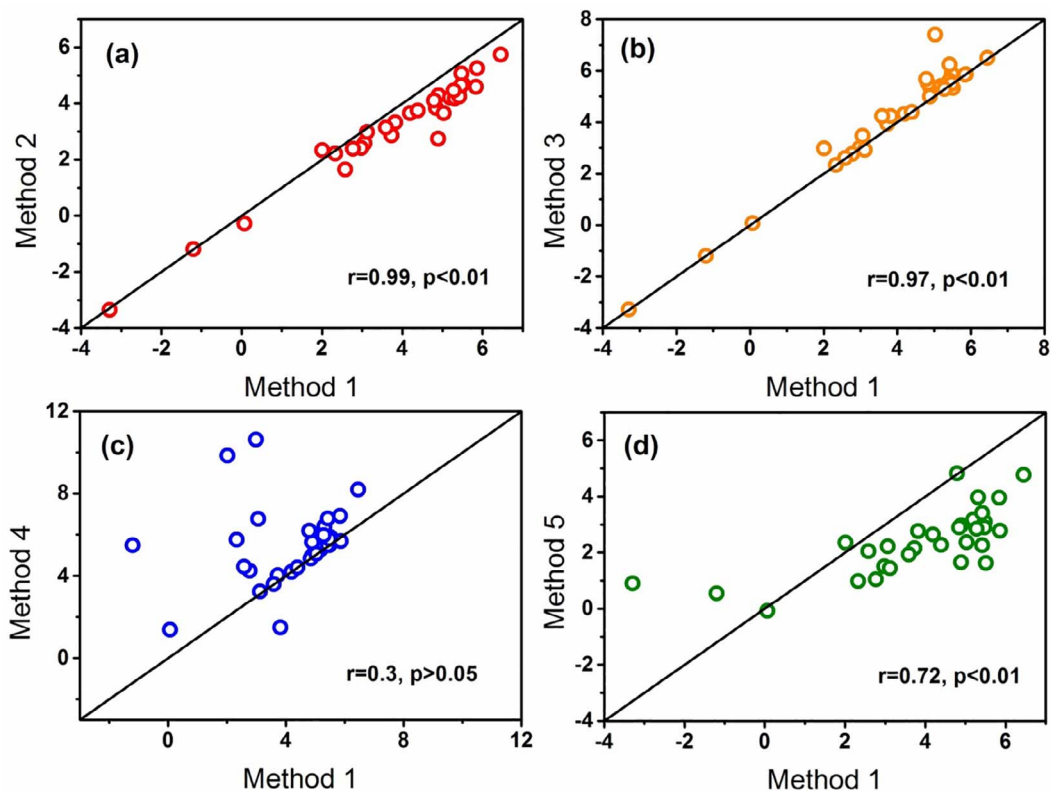 (a)
6
4
2
0
-2
-4
Method 2
r=0.99, p<0.01
-4 -2 0 2 4 6
Method 1
(b)
8
6
4
2
0
-2
-4
Method 3
r=0.97, p<0.01
-4 -2 0 2 4 6 8
Method 1
(c)
12
8
4
0
Method 4
r=0.3, p>0.05
0 4 8 12
Method 1
(d)
6
4
2
0
-2
-4
Method 5
r=0.72, p<0.01
-4 -2 0 2 4 6
Method 1